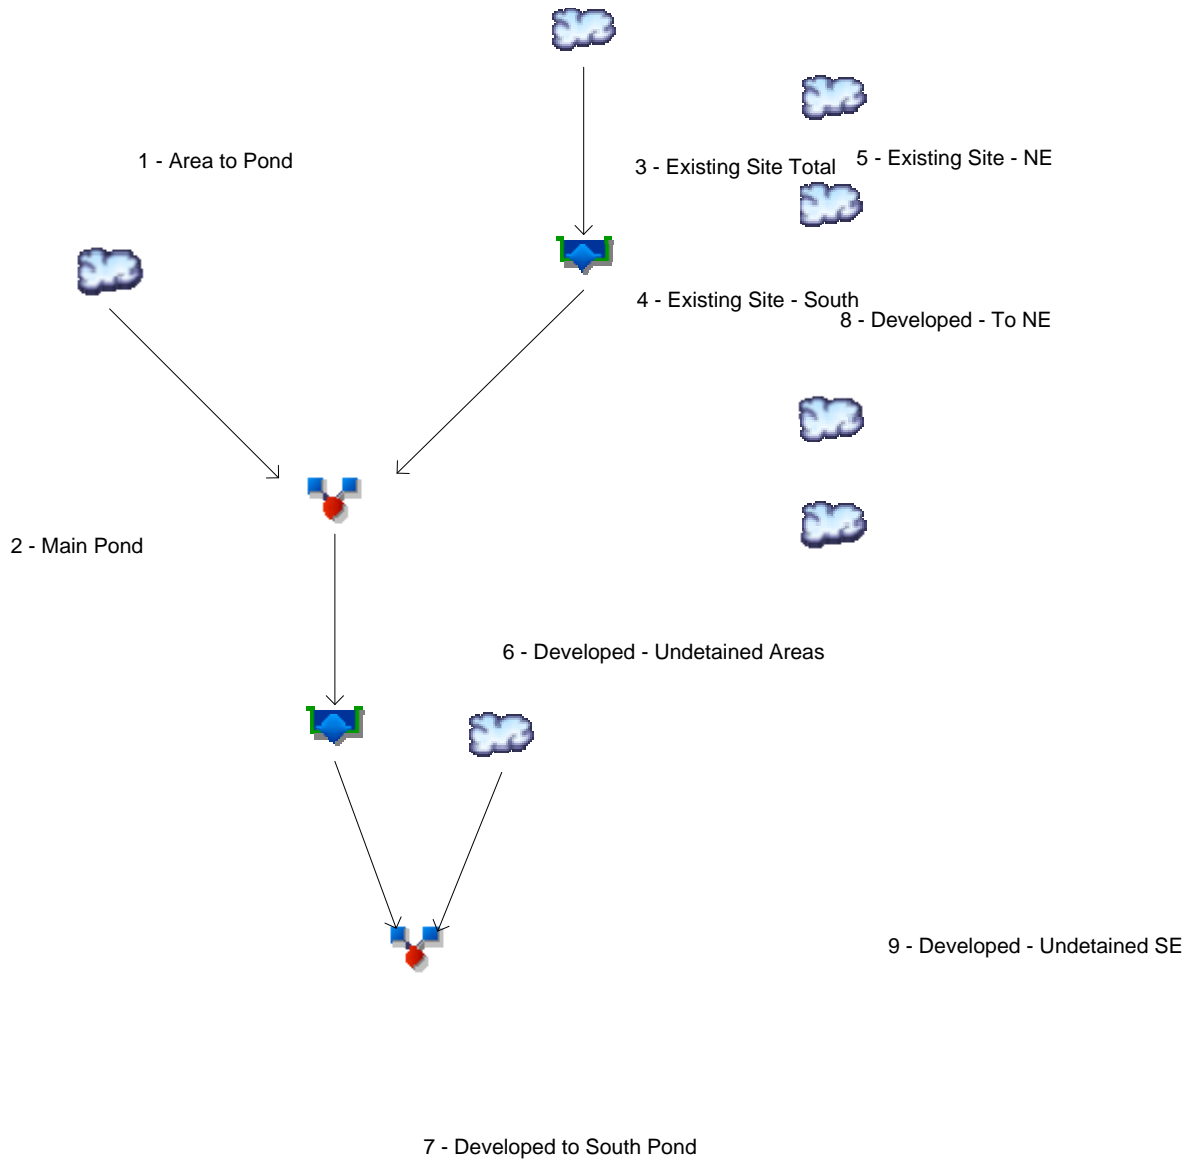 1 - Area to Pond
3 - Existing Site Total
5 - Existing Site - NE
4 - Existing Site - South
8 - Developed - To NE
2 - Main Pond
6 - Developed - Undetained Areas
9 - Developed - Undetained SE
7 - Developed to South Pond